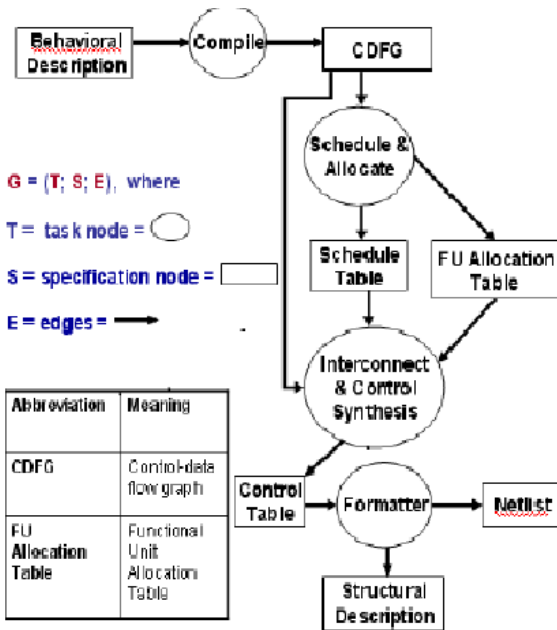 Behavioral
Description
Compile
CDFG
Schedule &
Allocate
G = (T; S; E), where
T = task node =
S = specification node =
E = edges =
Schedule
Table
FU Allocation
Table
Interconnect
& Control
Synthesis
Abbreviation Meaning
CDFG Control-data
flow graph
FU
Allocation
Table
Functional
Unit
Allocation
Table
Control
Table
Formatter
Netlist
Structural
Description